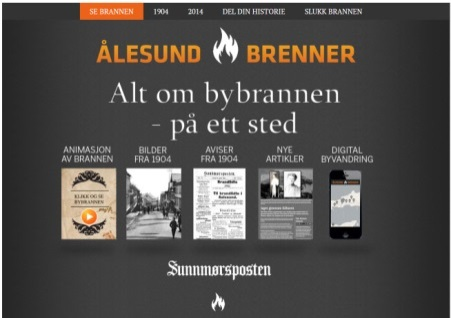 SE BRANNEN 1904 2014 DEL DIN HISTORIE SLUKK BRANNEN
ÅLESUND BRENNER
Alt om bybrannen
- på ett sted
ANIMASJON
AV BRANNEN
BILDER
FRA 1904
AVISER
FRA 1904
NYE
ARTIKLER
DIGITAL
BYVANDRING
KLIKK OG SE
BYBRANNEN
Sunnmørsposten